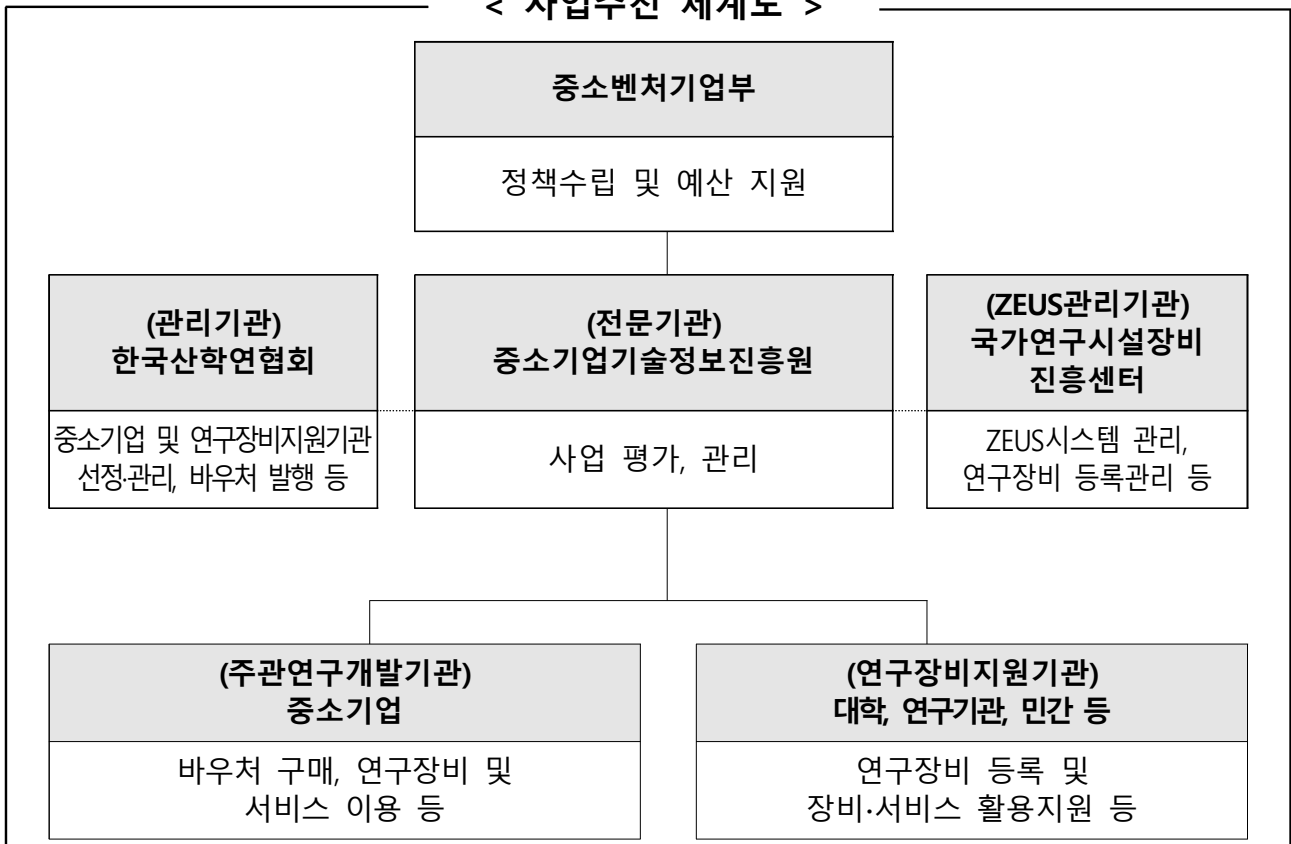 < 사업추진 체계도 >
중소벤처기업부
정책수립 및 예산 지원
(관리기관)
한국산학연협회
중소기업 및 연구장비지원기관
선정·관리, 바우처 발행 등
(전문기관)
중소기업기술정보진흥원
사업 평가, 관리
(ZEUS관리기관)
국가연구시설장비
진흥센터
ZEUS시스템 관리,
연구장비 등록관리 등
(주관연구개발기관)
중소기업
바우처 구매, 연구장비 및
서비스 이용 등
(연구장비지원기관)
대학, 연구기관, 민간 등
연구장비 등록 및
장비·서비스 활용지원 등